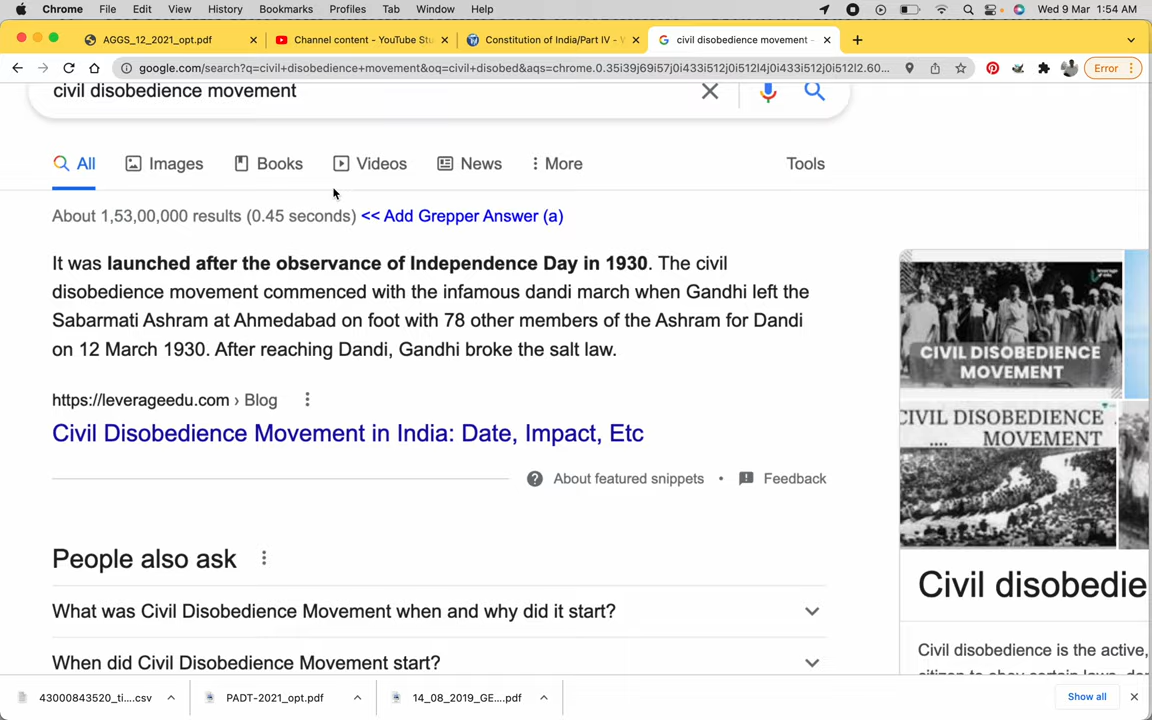 Chrome File Edit View History Bookmarks Profiles Tab Window Help Wed 9 Mar 1:54 AM
AGGS_12_2021_opt.pdf Channel content - YouTube Stu Constitution of India/Part IV - civil disobedience movement -
google.com/search?q=civil+disobedience+movement&oq=civil+disobed&aqs=chrome.0.35i39j69i57j0i433i512j0i512l4j0i433i512j0i512l2.60... Error
civil disobedience movement
All Images Books Videos News More Tools
About 1,53,00,000 results (0.45 seconds) << Add Grepper Answer (a)
It was launched after the observance of Independence Day in 1930. The civil
disobedience movement commenced with the infamous dandi march when Gandhi left the
Sabarmati Ashram at Ahmedabad on foot with 78 other members of the Ashram for Dandi
on 12 March 1930. After reaching Dandi, Gandhi broke the salt law.
https://leverageedu.com › Blog
Civil Disobedience Movement in India: Date, Impact, Etc
About featured snippets • Feedback
People also ask
What was Civil Disobedience Movement when and why did it start?
When did Civil Disobedience Movement start?
CIVIL DISOBEDIENCE
MOVEMENT
CIVIL DISOBEDIENCE
.... MOVEMENT
Civil disobedie
Civil disobedience is the active,
43000843520_ti....csv PADT-2021_opt.pdf 14_08_2019_GE....pdf Show all